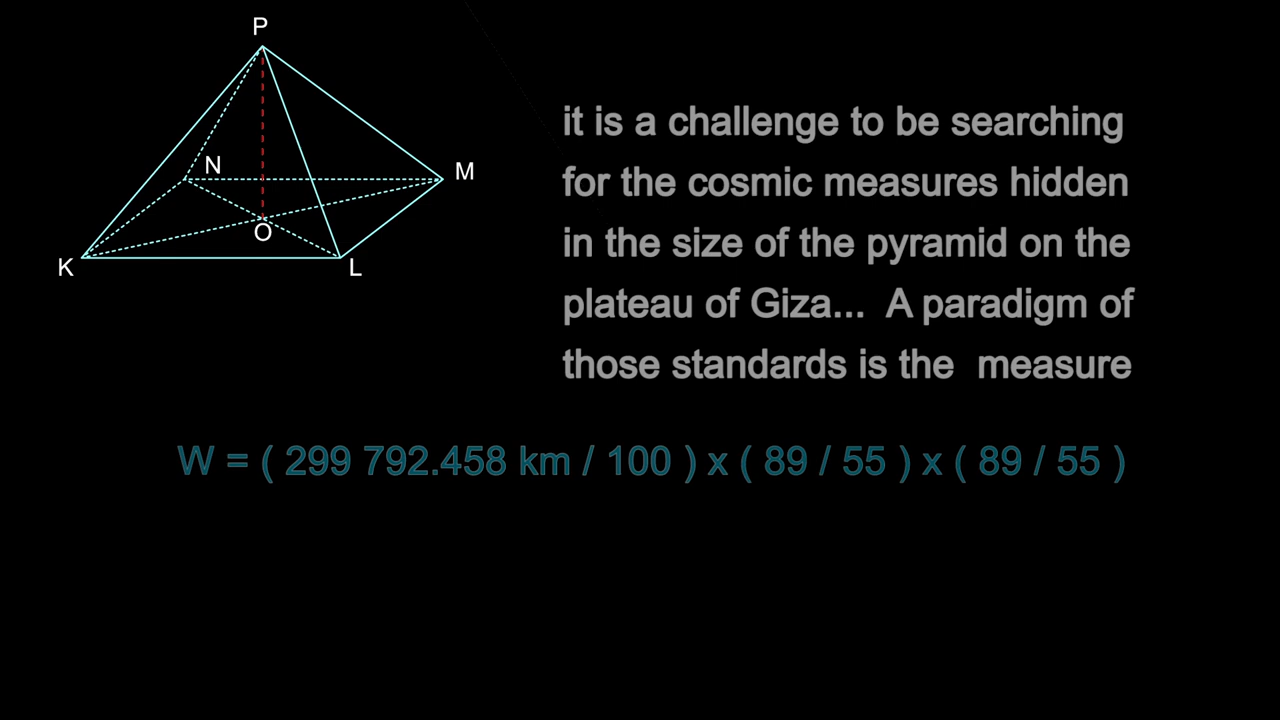 P
N
M
O
K
L
it is a challenge to be searching
for the cosmic measures hidden
in the size of the pyramid on the
plateau of Giza...  A paradigm of
those standards is the  measure
W = ( 299 792.458 km / 100 ) x ( 89 / 55 ) x ( 89 / 55 )